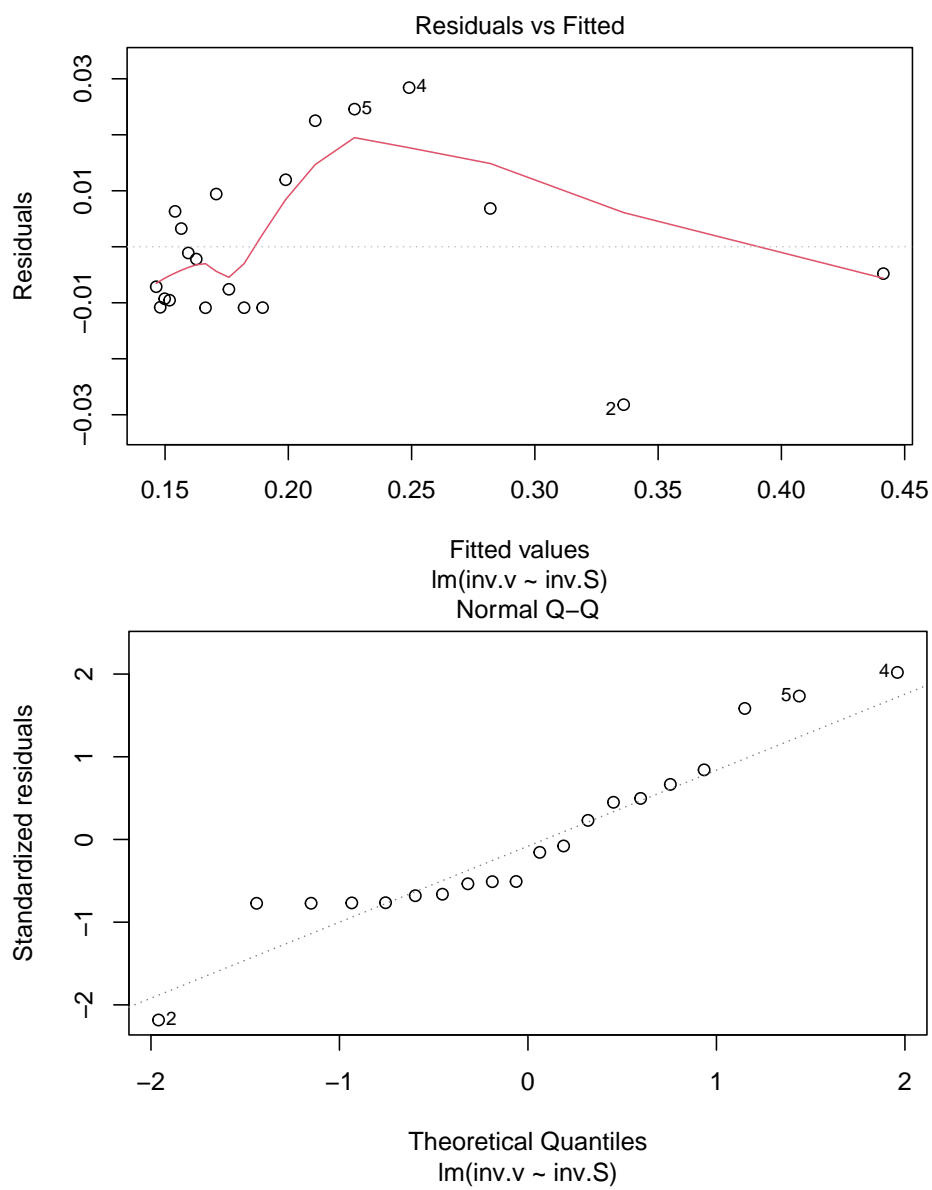 Residuals vs Fitted
0.03
0.01
−0.01
−0.03
Residuals
5
4
2
0.15 0.20 0.25 0.30 0.35 0.40 0.45
Fitted values
lm(inv.v ~ inv.S)
Normal Q−Q
2
1
0
−1
−2
Standardized residuals
4
5
2
−2 −1 0 1 2
Theoretical Quantiles
lm(inv.v ~ inv.S)